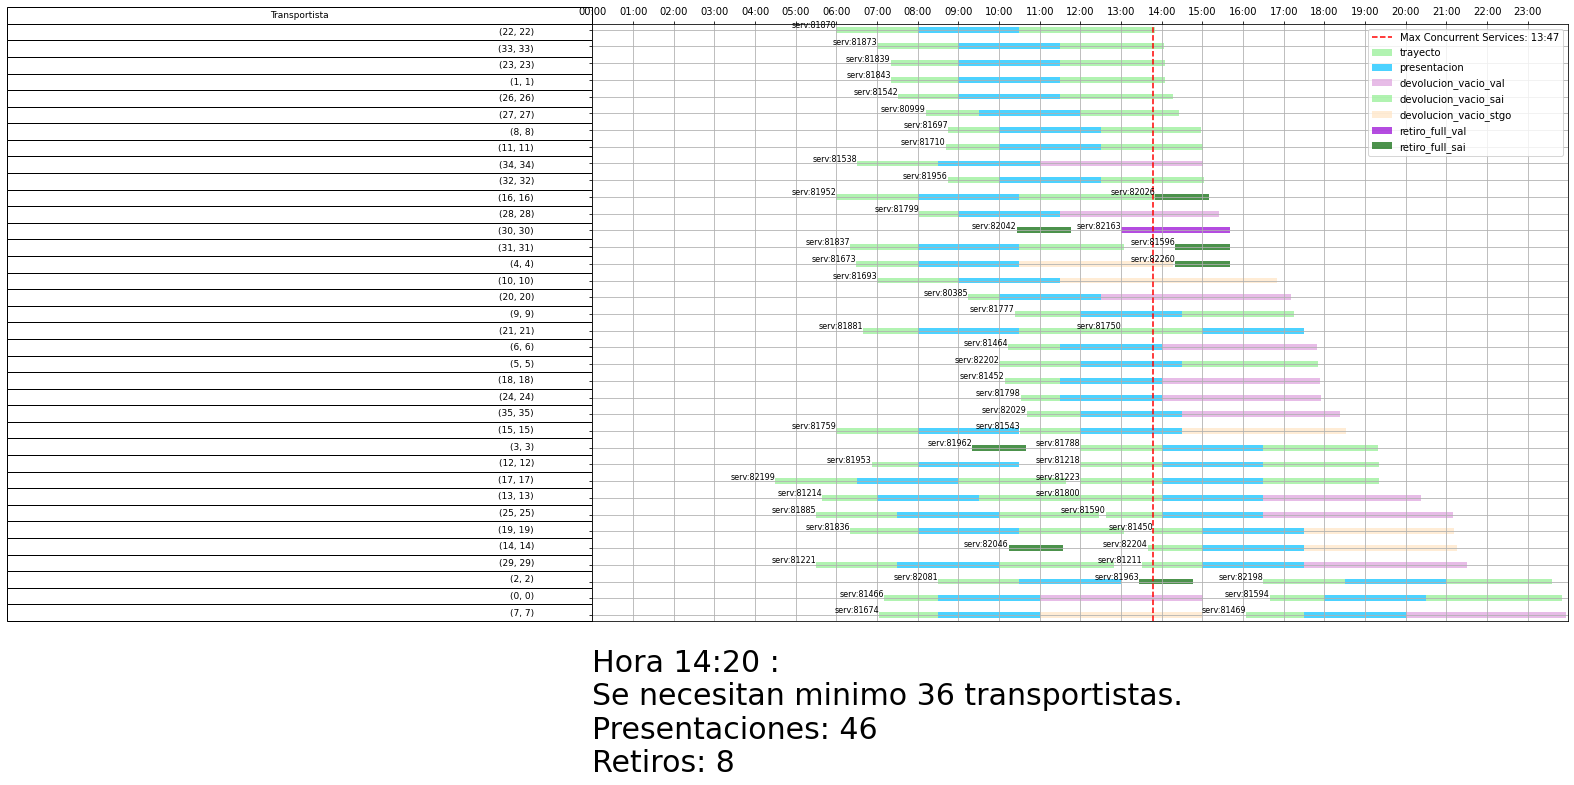 Transportista
00:00 01:00 02:00 03:00 04:00 05:00 06:00 07:00 08:00 09:00 10:00 11:00 12:00 13:00 14:00 15:00 16:00 17:00 18:00 19:00 20:00 21:00 22:00 23:00
(22, 22) serv:81870
(33, 33) serv:81873
(23, 23) serv:81839
(1, 1) serv:81843
(26, 26) serv:81542
(27, 27) serv:80999
(8, 8) serv:81697
(11, 11) serv:81710
(34, 34) serv:81538
(32, 32) serv:81956
(16, 16) serv:81952 serv:82026
(28, 28) serv:81799
(30, 30) serv:82042 serv:82163
(31, 31) serv:81837 serv:81596
(4, 4) serv:81673 serv:82260
(10, 10) serv:81693
(20, 20) serv:80385
(9, 9) serv:81777
(21, 21) serv:81881 serv:81750
(6, 6) serv:81464
(5, 5) serv:82202
(18, 18) serv:81452
(24, 24) serv:81798
(35, 35) serv:82029
(15, 15) serv:81759 serv:81543
(3, 3) serv:81962 serv:81788
(12, 12) serv:81953 serv:81218
(17, 17) serv:82199 serv:81223
(13, 13) serv:81214 serv:81800
(25, 25) serv:81885 serv:81590
(19, 19) serv:81836 serv:81450
(14, 14) serv:82046 serv:82204
(29, 29) serv:81221 serv:81211
(2, 2) serv:82081 serv:81963 serv:82198
(0, 0) serv:81466 serv:81594
(7, 7) serv:81674 serv:81469
Max Concurrent Services: 13:47
trayecto
presentacion
devolucion_vacio_val
devolucion_vacio_sai
devolucion_vacio_stgo
retiro_full_val
retiro_full_sai
Hora 14:20 :
Se necesitan minimo 36 transportistas.
Presentaciones: 46
Retiros: 8